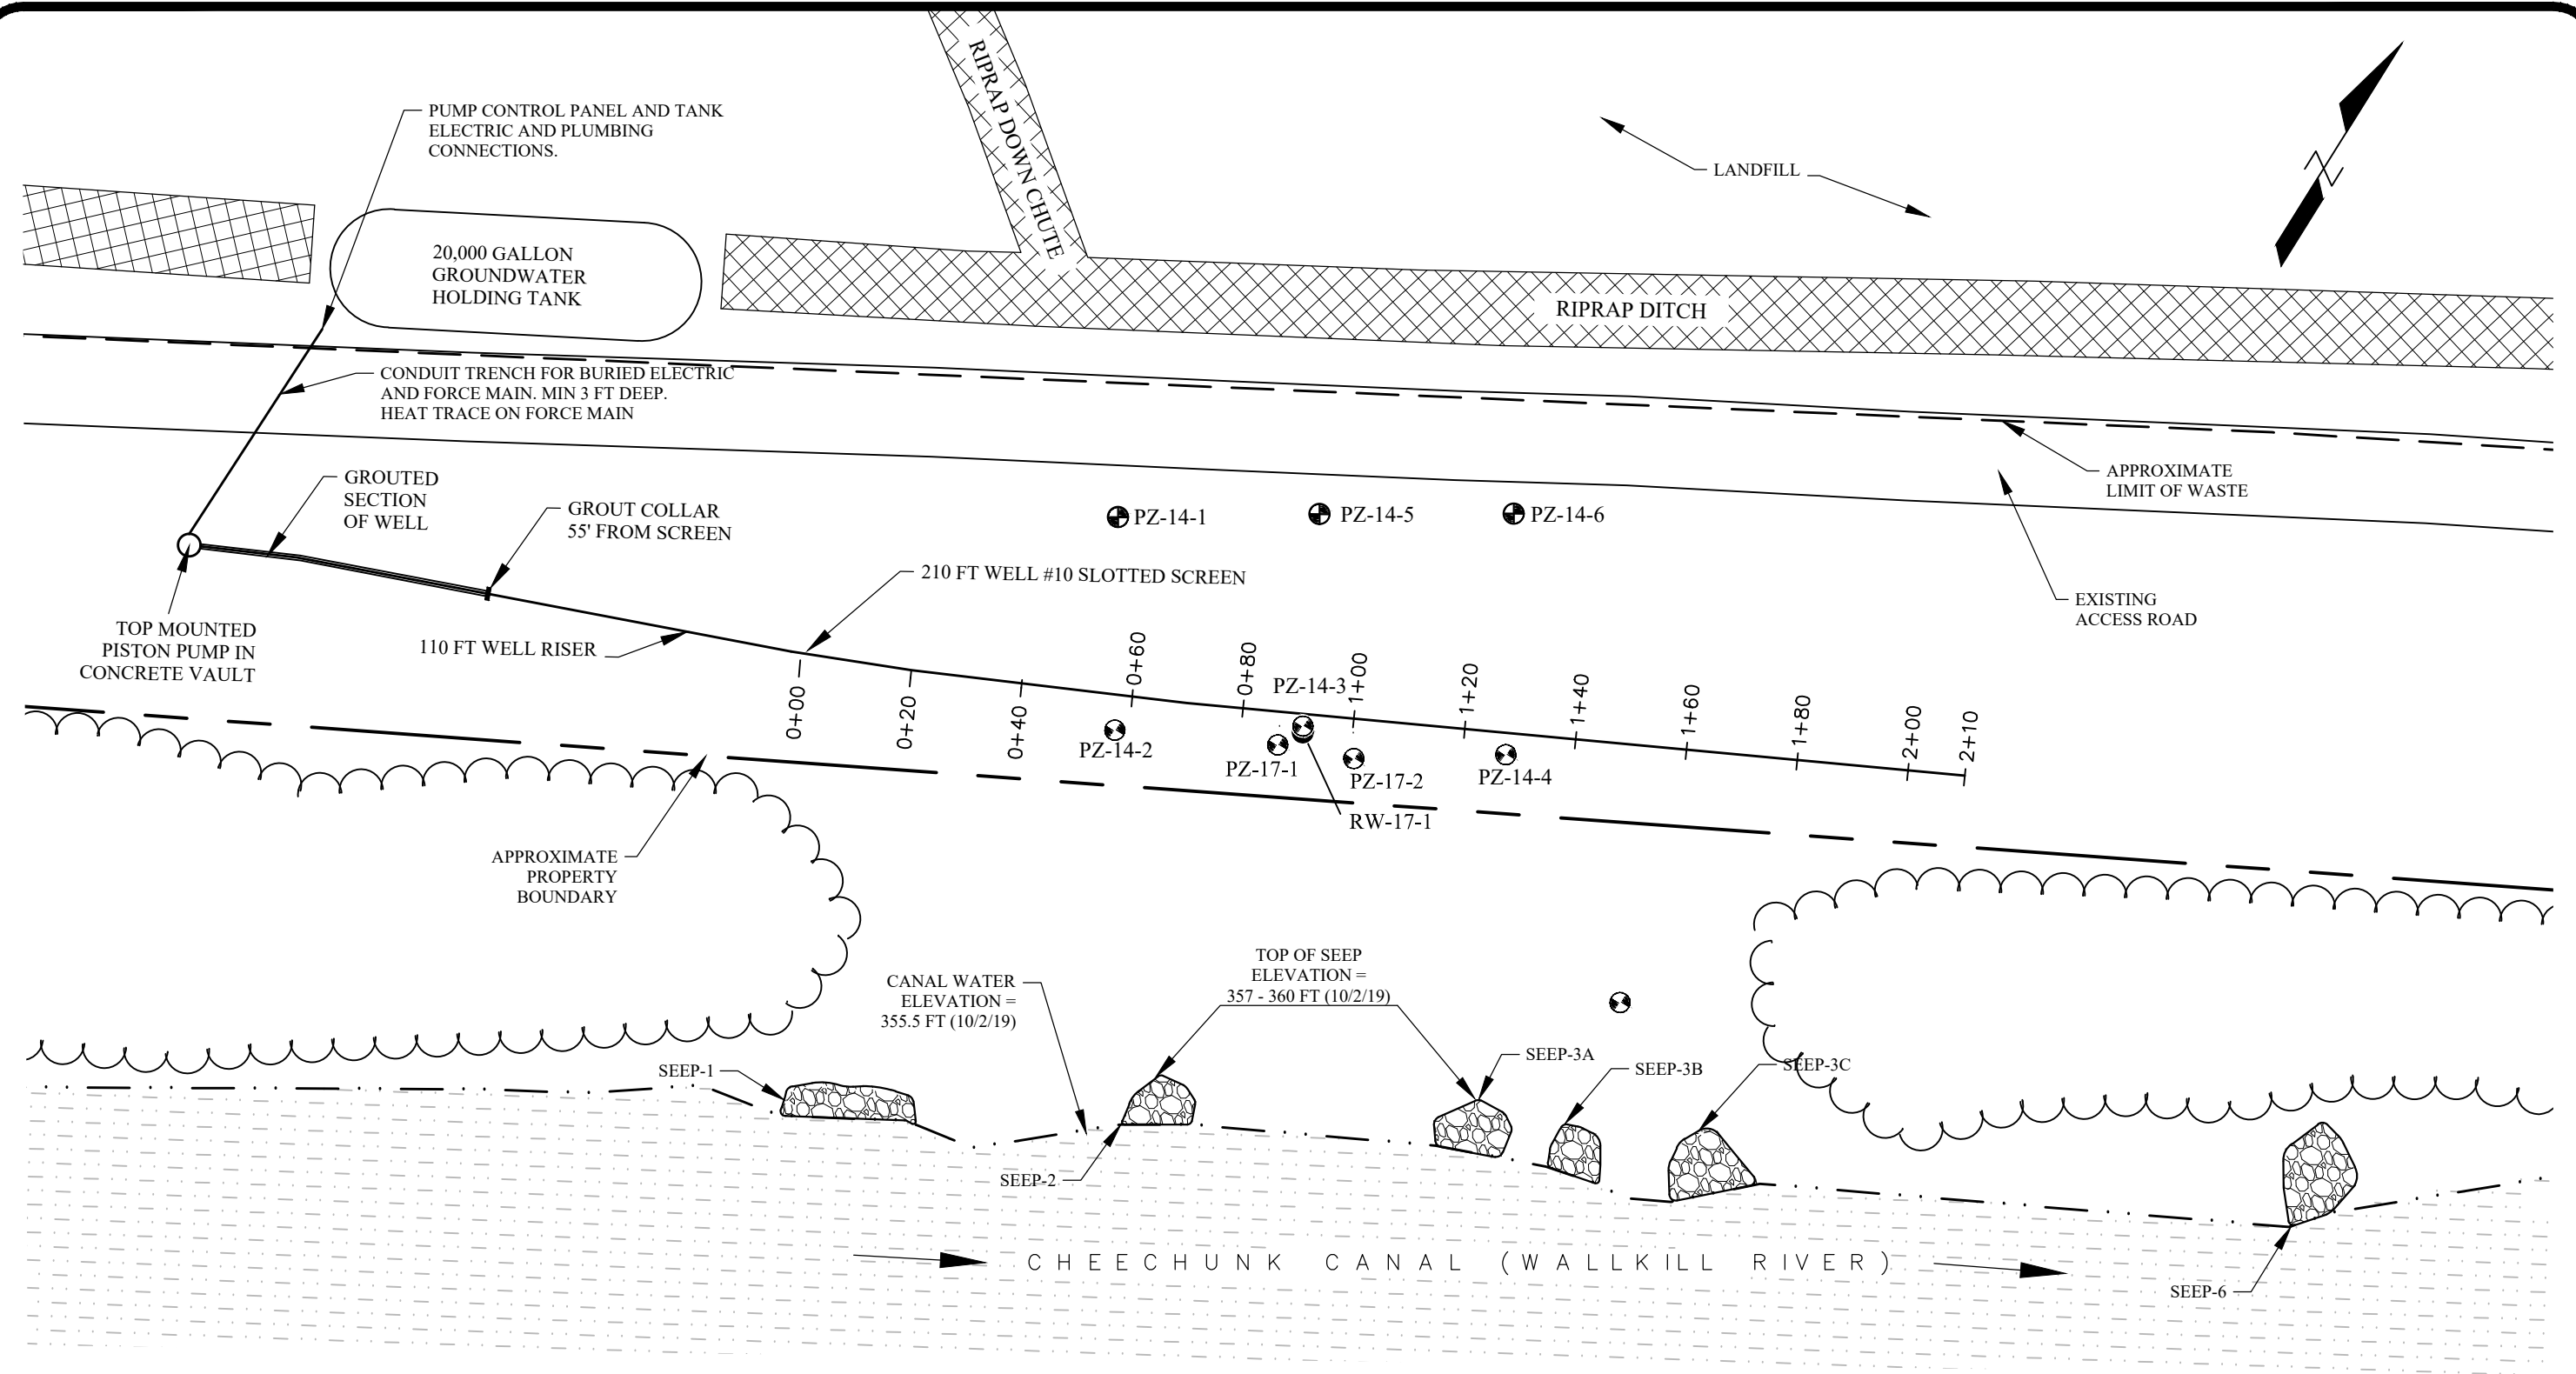 PUMP CONTROL PANEL AND TANK
ELECTRIC AND PLUMBING
CONNECTIONS.
RIPRAP DOWN CHUTE
LANDFILL
N
20,000 GALLON
GROUNDWATER
HOLDING TANK
RIPRAP DITCH
CONDUIT TRENCH FOR BURIED ELECTRIC
AND FORCE MAIN. MIN 3 FT DEEP.
HEAT TRACE ON FORCE MAIN
APPROXIMATE
LIMIT OF WASTE
GROUTED
SECTION
OF WELL
GROUT COLLAR
55' FROM SCREEN
PZ-14-1
PZ-14-5
PZ-14-6
210 FT WELL #10 SLOTTED SCREEN
EXISTING
ACCESS ROAD
TOP MOUNTED
PISTON PUMP IN
CONCRETE VAULT
110 FT WELL RISER
0+00
0+20
0+40
0+60
0+80
1+00
1+20
1+40
1+60
1+80
2+00
2+10
PZ-14-3
PZ-14-2
PZ-17-1
PZ-17-2
PZ-14-4
RW-17-1
APPROXIMATE
PROPERTY
BOUNDARY
CANAL WATER
ELEVATION =
355.5 FT (10/2/19)
TOP OF SEEP
ELEVATION =
357 - 360 FT (10/2/19)
SEEP-1
SEEP-2
SEEP-3A
SEEP-3B
SEEP-3C
SEEP-6
CHEECHUNK CANAL (WALLKILL RIVER)